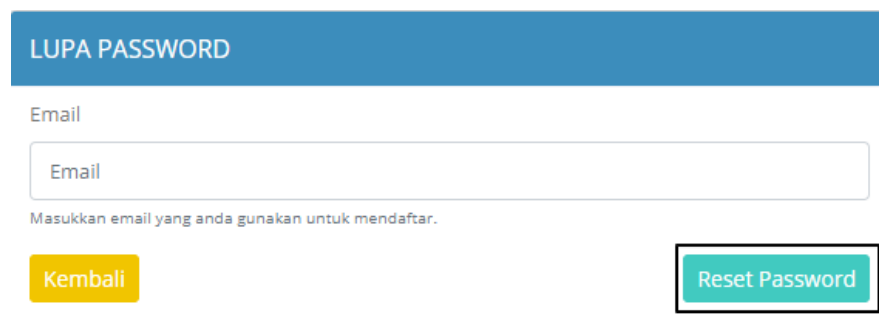 LUPA PASSWORD
Email
Email
Masukkan email yang anda gunakan untuk mendaftar.
Kembali
Reset Password